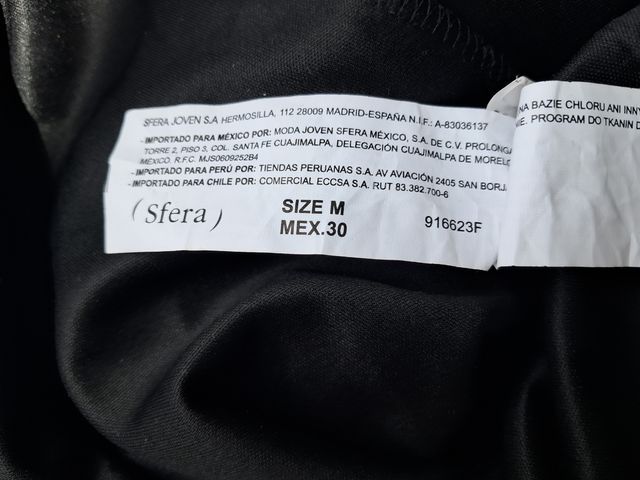 SFERA JOVEN S.A HERMOSILLA, 112 28009 MADRID-ESPAÑA N.I.F.: A-83036137
- IMPORTADO PARA MÉXICO POR: MODA JOVEN SFERA MÉXICO, S.A. DE C.V. PROLONGA
TORRE 2, PISO 3, COL. SANTA FE CUAJIMALPA, DELEGACIÓN CUAJIMALPA DE MORELO
MÉXICO. R.F.C. MJS0609252B4
- IMPORTADO PARA PERÚ POR: TIENDAS PERUANAS S.A. AV AVIACIÓN 2405 SAN BORJ
- IMPORTADO PARA CHILE POR: COMERCIAL ECCSA S.A. RUT 83.382.700-6
(Sfera)
SIZE M
MEX.30
916623F
NA BAZIE CHLORU ANI INNY
PROGRAM DO TKANIN D